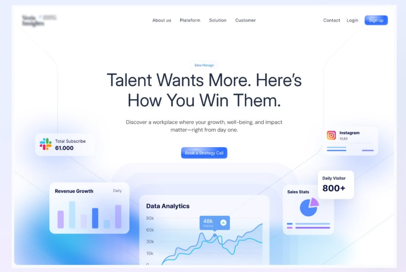 About us Plateform Solution Customer
Contact Login Sign up
Talent Wants More. Here's
How You Win Them.
Discover a workplace where your growth, well-being, and impact
matter—right from day one.
Book a Strategy Call
Total Subscribe
61.000
Instagram
Revenue Growth Daily
Data Analytics
Sales Stats
Daily Visitor
800+